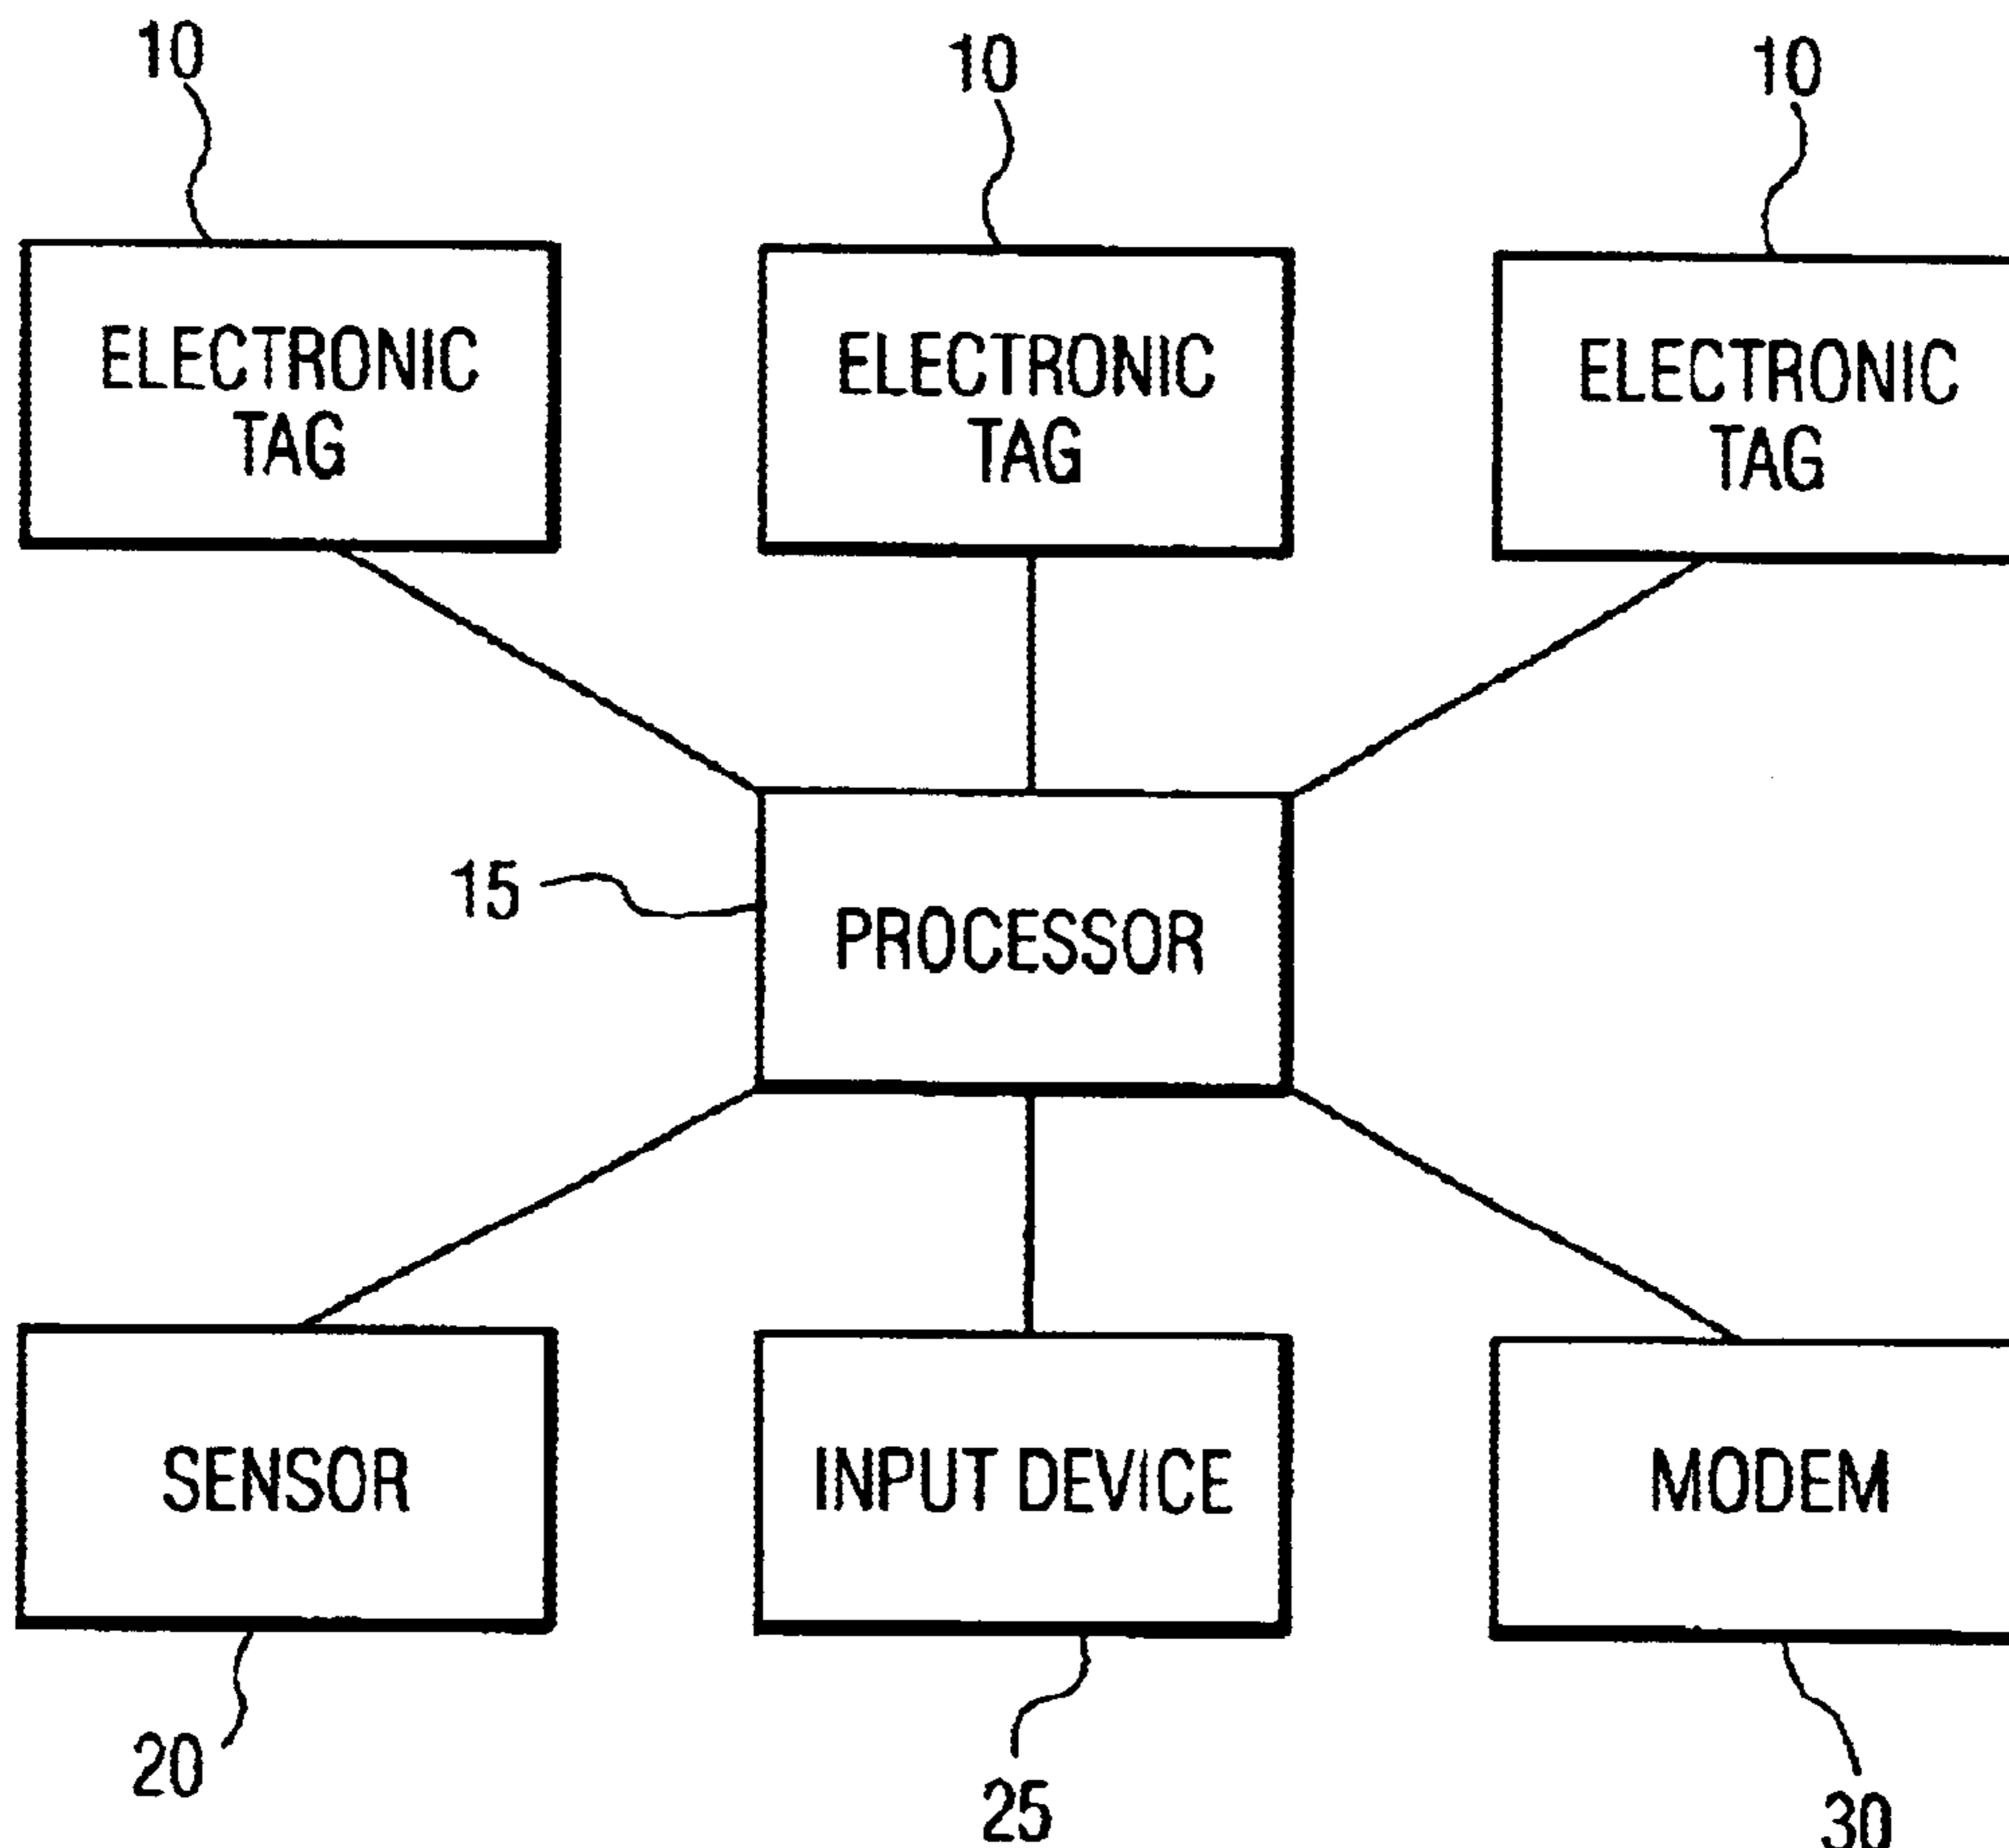 10 10 10
ELECTRONIC ELECTRONIC ELECTRONIC
TAG TAG TAG
15
PROCESSOR
SENSOR INPUT DEVICE MODEM
20 25 30